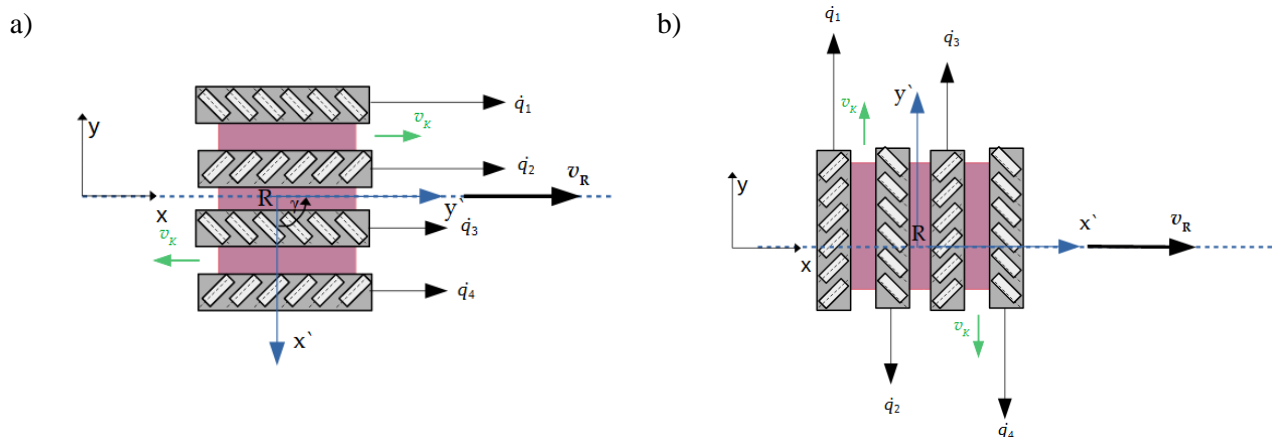 a)
y
x
q̇1
v_K
q̇2
v_R
R
γ
y`
q̇3
v_K
q̇4
x`
b)
q̇1
q̇3
v_K
y`
y
x
R
x`
v_R
v_K
q̇2
q̇4